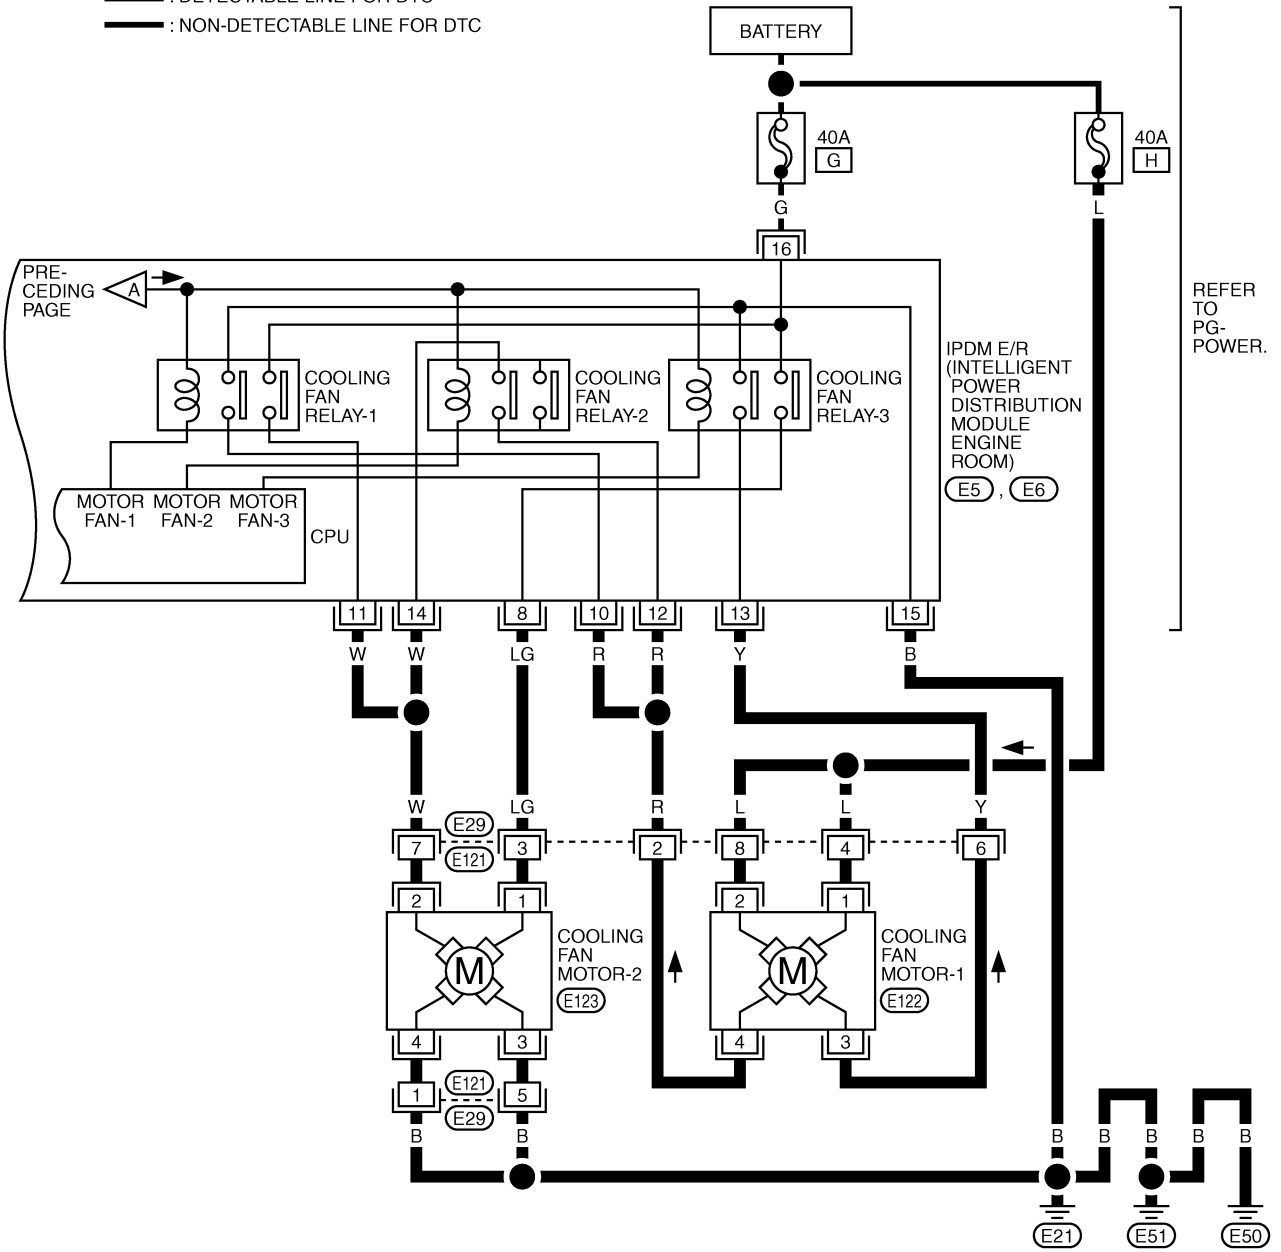 : DETECTABLE LINE FOR DTC
: NON-DETECTABLE LINE FOR DTC
BATTERY
40A
G
40A
H
G
L
16
PRE-
CEDING
PAGE
A
REFER
TO
PG-
POWER.
IPDM E/R
(INTELLIGENT
POWER
DISTRIBUTION
MODULE
ENGINE
ROOM)
E5 , E6
COOLING
FAN
RELAY-1
COOLING
FAN
RELAY-2
COOLING
FAN
RELAY-3
MOTOR
FAN-1
MOTOR
FAN-2
MOTOR
FAN-3
CPU
11 14 8 10 12 13 15
W W LG R R Y B
W LG R L L Y
E29
7 3 2 8 4 6
E121
2 1 2 1
COOLING
FAN
MOTOR-2
E123
M
COOLING
FAN
MOTOR-1
E122
M
4 3 4 3
E121
1 5
E29
B B B B B B B
E21 E51 E50